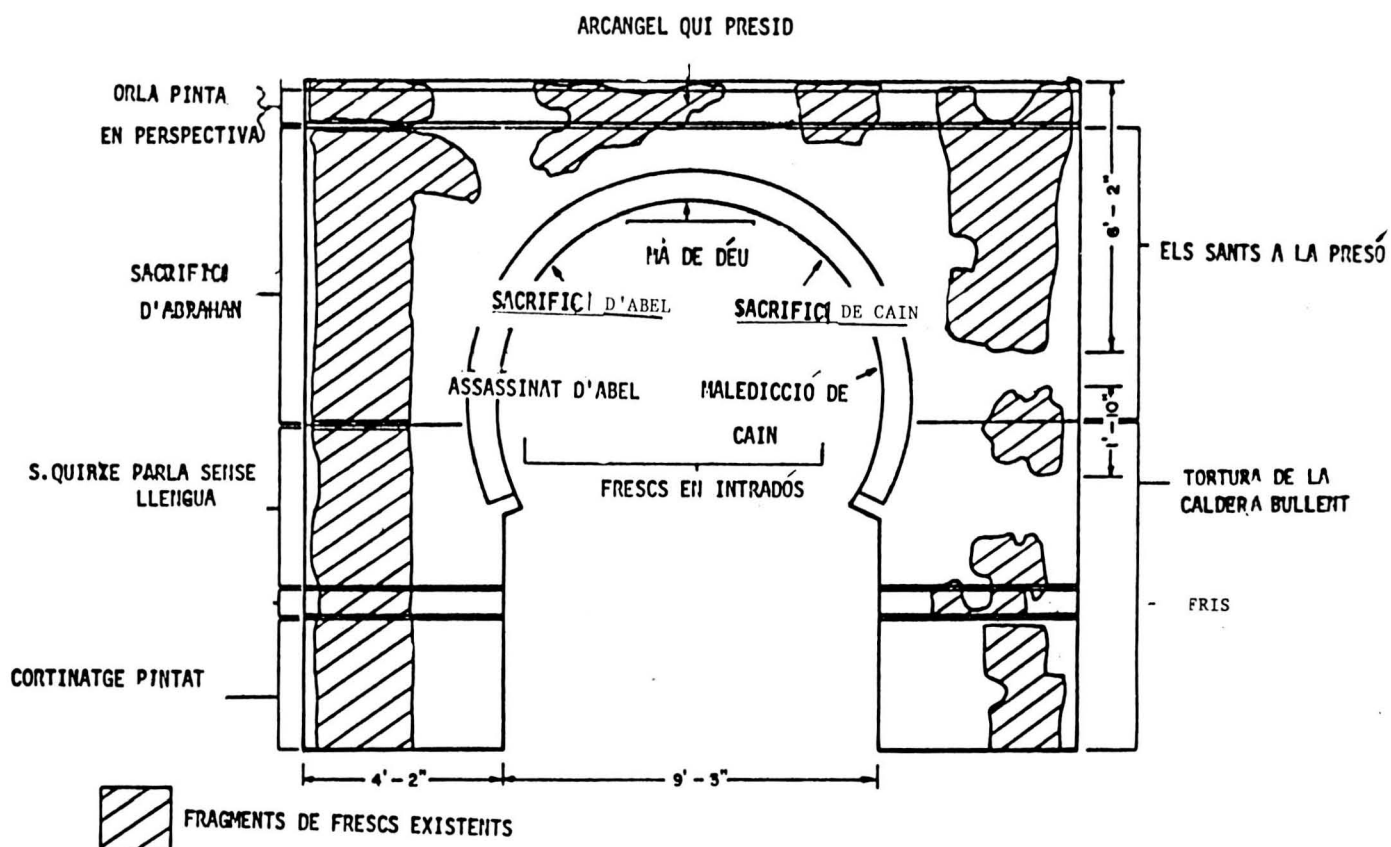 ARCANGEL QUI PRESID
ORLA PINTA
EN PERSPECTIVA
6'-2"
ELS SANTS A LA PRESÓ
MÀ DE DÉU
SACRIFICI
D'ABRAHAN
SACRIFICI D'ABEL
SACRIFICI DE CAIN
ASSASSINAT D'ABEL
MALEDICCIÓ DE
CAIN
1'-10"
S.QUIRZE PARLA SENSE
LLENGUA
FRESCS EN INTRADÓS
TORTURA DE LA
CALDERA BULLENT
FRIS
CORTINATGE PINTAT
4'-2"
9'-3"
FRAGMENTS DE FRESCS EXISTENTS